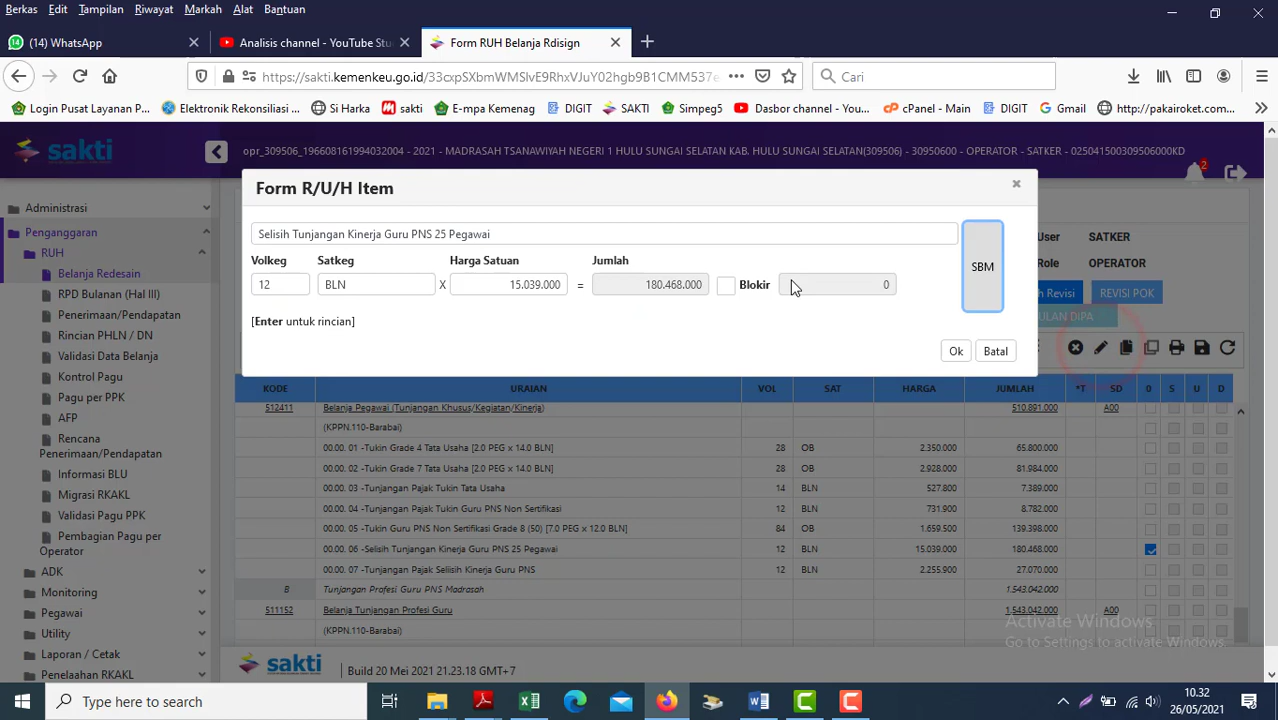 Berkas Edit Tampilan Riwayat Markah Alat Bantuan
(14) WhatsApp
Analisis channel - YouTube Stu
Form RUH Belanja Rdisign
https://sakti.kemenkeu.go.id/33cxpSXbmWMSlvE9RhxVJuY02hgb9B1CMM537e
Cari
Login Pusat Layanan P...
Elektronik Rekonsiliasi ...
Si Harka
sakti
E-mpa Kemenag
DIGIT
SAKTI
Simpeg5
Dasbor channel - You...
cPanel - Main
DIGIT
Gmail
http://pakairoket.com...
sakti
opr_309506_196608161994032004 - 2021 - MADRASAH TSANAWIYAH NEGERI 1 HULU SUNGAI SELATAN KAB. HULU SUNGAI SELATAN(309506) - 30950600 - OPERATOR - SATKER - 025041500309506000KD
2
Form R/U/H Item
Selisih Tunjangan Kinerja Guru PNS 25 Pegawai
Volkeg Satkeg Harga Satuan Jumlah
12 BLN X 15.039.000 = 180.468.000 Blokir 0
SBM
[Enter untuk rincian]
Ok Batal
User SATKER
Role OPERATOR
Revisi REVISI POK
ULAN DIPA
Administrasi
Penganggaran
RUH
Belanja Redesain
RPD Bulanan (Hal III)
Penerimaan/Pendapatan
Rincian PHLN / DN
Validasi Data Belanja
Kontrol Pagu
Pagu per PPK
AFP
Rencana
Penerimaan/Pendapatan
Informasi BLU
Migrasi RKAKL
Validasi Pagu PPK
Pembagian Pagu per
Operator
ADK
Monitoring
Pegawai
Utility
Laporan / Cetak
Penelaahan RKAKL
KODE URAIAN VOL SAT HARGA JUMLAH *T SD 0 S U D
512411 Belanja Pegawai (Tunjangan Khusus/Kegiatan/Kinerja) 510.891.000 A00
(KPPN.110-Barabai)
00.00. 01 -Tukin Grade 4 Tata Usaha [2.0 PEG x 14.0 BLN] 28 OB 2.350.000 65.800.000
00.00. 02 -Tukin Grade 7 Tata Usaha [2.0 PEG x 14.0 BLN] 28 OB 2.928.000 81.984.000
00.00. 03 -Tunjangan Pajak Tukin Tata Usaha 14 BLN 527.800 7.389.000
00.00. 04 -Tunjangan Pajak Tukin Guru PNS Non Sertifikasi 12 BLN 731.900 8.782.000
00.00. 05 -Tukin Guru PNS Non Sertifikasi Grade 8 (50) [7.0 PEG x 12.0 BLN] 84 OB 1.659.500 139.398.000
00.00. 06 -Selisih Tunjangan Kinerja Guru PNS 25 Pegawai 12 BLN 15.039.000 180.468.000
00.00. 07 -Tunjangan Pajak Selisih Kinerja Guru PNS 12 BLN 2.255.900 27.070.000
B Tunjangan Profesi Guru PNS Madrasah 1.543.042.000
511152 Belanja Tunjangan Profesi Guru 1.543.042.000 A00
(KPPN.110-Barabai)
Activate Windows
Go to Settings to activate Windows.
sakti Build 20 Mei 2021 21.23.18 GMT+7
Type here to search
10.32
26/05/2021